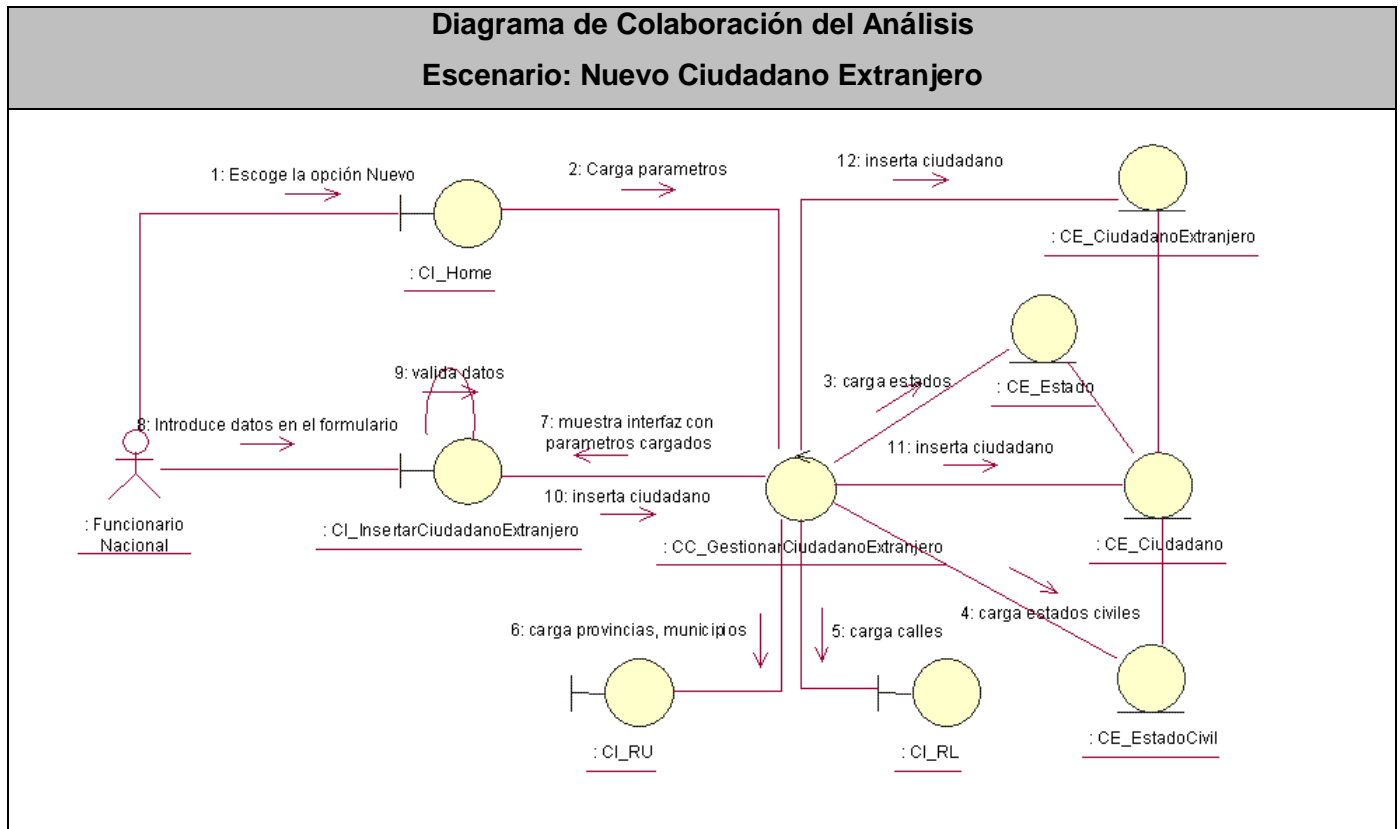 Diagrama de Colaboración del Análisis
Escenario: Nuevo Ciudadano Extranjero
1: Escoge la opción Nuevo
2: Carga parametros
12: inserta ciudadano
: CI_Home
: CE_CiudadanoExtranjero
9: valida datos
3: carga estados
: CE_Estado
8: Introduce datos en el formulario
7: muestra interfaz con
parametros cargados
11: inserta ciudadano
10: inserta ciudadano
: Funcionario
Nacional
: CI_InsertarCiudadanoExtranjero
: CC_GestionarCiudadanoExtranjero
: CE_Ciudadano
4: carga estados civiles
6: carga provincias, municipios
5: carga calles
: CI_RU
: CI_RL
: CE_EstadoCivil